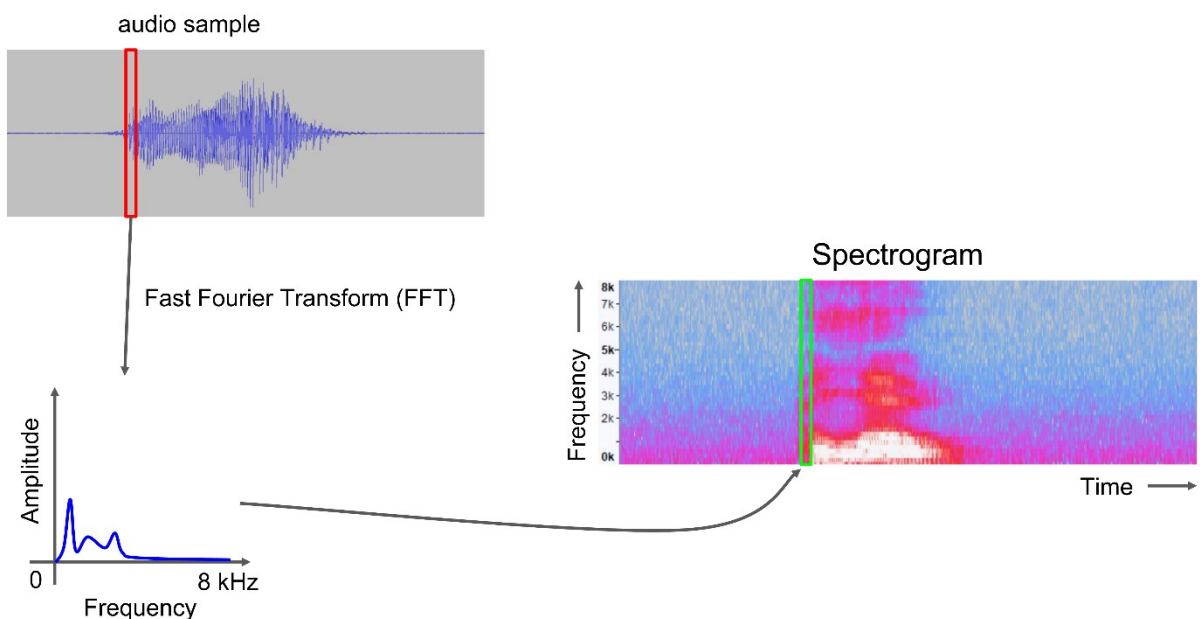 audio sample
Fast Fourier Transform (FFT)
Amplitude
0
8 kHz
Frequency
Spectrogram
Frequency
8k
7k
6k
5k
4k
3k
2k
0k
Time